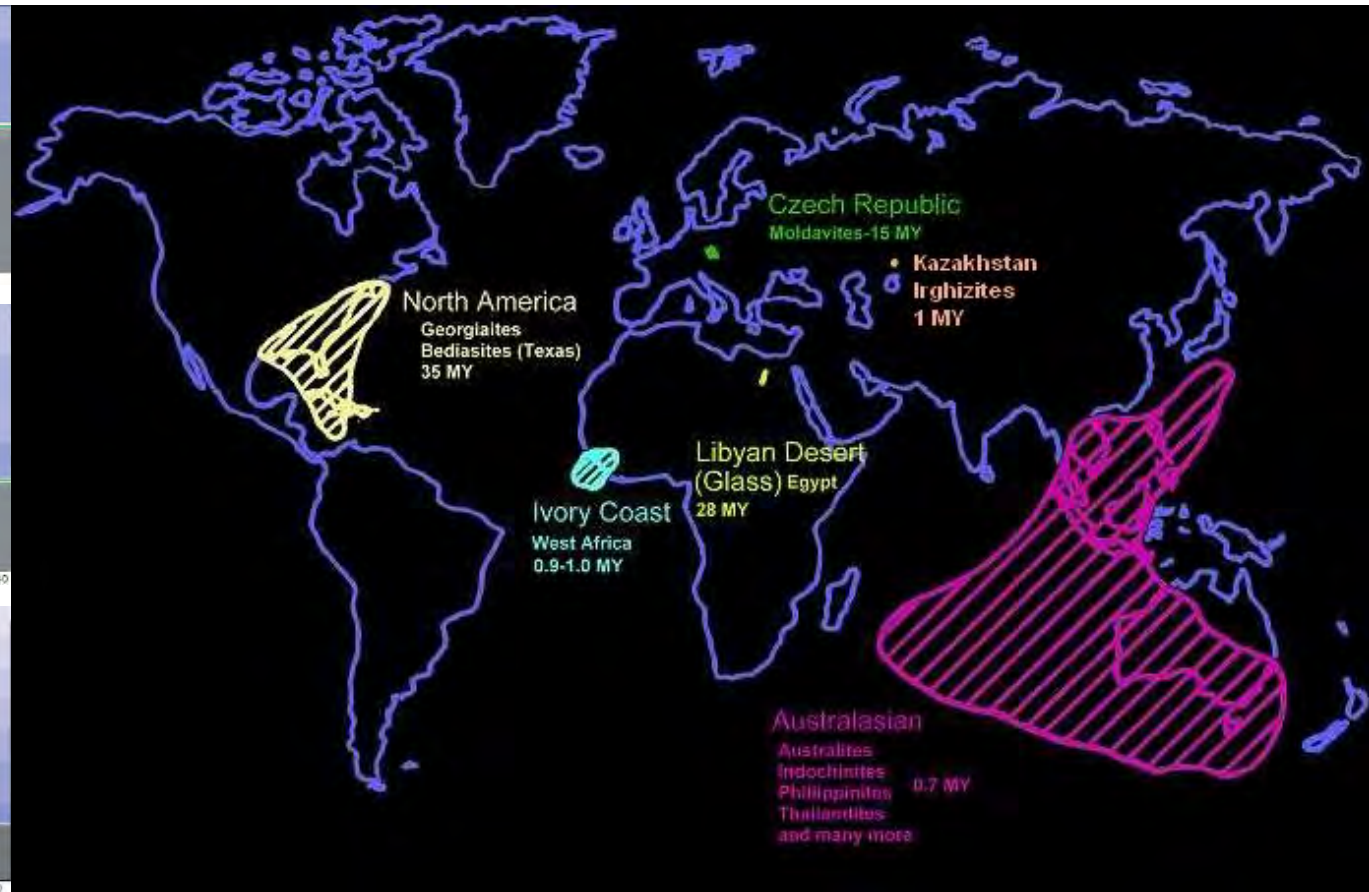 Czech Republic
Moldavites-15 MY
Kazakhstan
Irghizites
1 MY
North America
Georgiaites
Bediasites (Texas)
35 MY
Libyan Desert
(Glass) Egypt
28 MY
Ivory Coast
West Africa
0.9-1.0 MY
Australasian
Australites
Indochinites
Phillippinites
0.7 MY
Thailandites
and many more